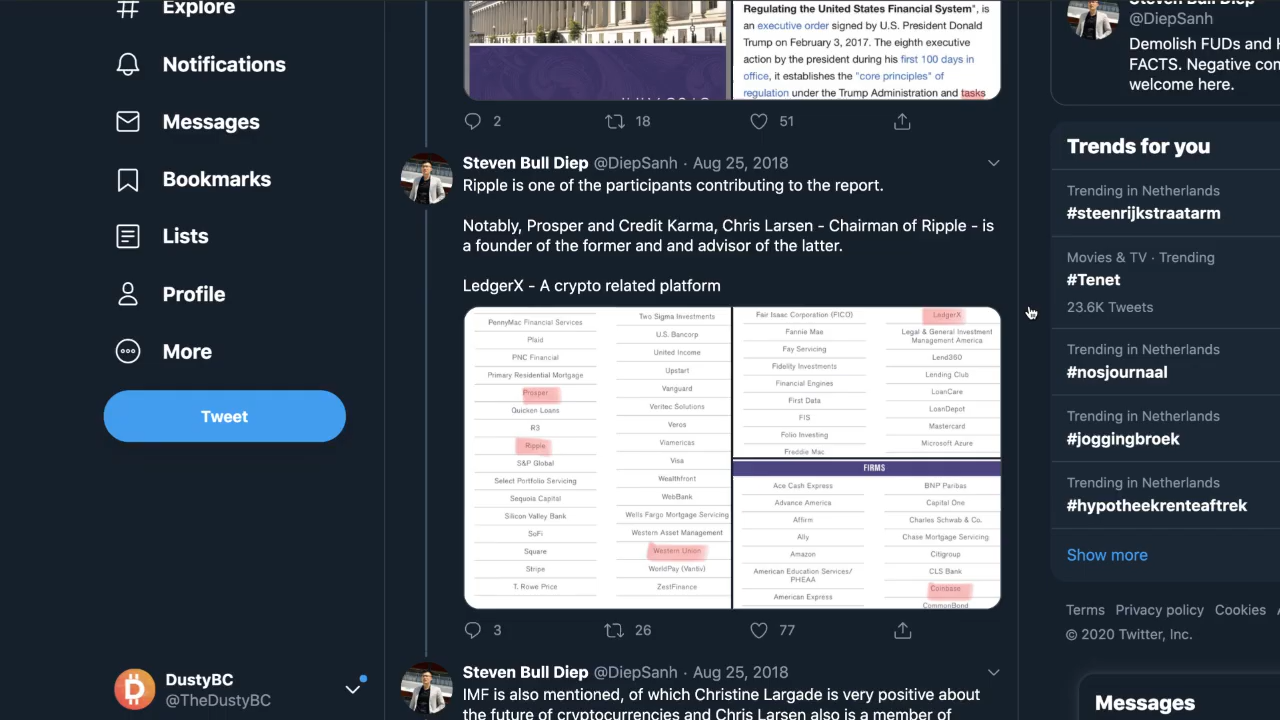 Explore
Notifications
Messages
Bookmarks
Lists
Profile
More
Tweet
DustyBC
@TheDustyBC
Regulating the United States Financial System", is
an executive order signed by U.S. President Donald
Trump on February 3, 2017. The eighth executive
action by the president during his first 100 days in
office, it establishes the "core principles" of
regulation under the Trump Administration and tasks
2 18 51
Steven Bull Diep @DiepSanh · Aug 25, 2018
Ripple is one of the participants contributing to the report.
Notably, Prosper and Credit Karma, Chris Larsen - Chairman of Ripple - is
a founder of the former and and advisor of the latter.
LedgerX - A crypto related platform
PennyMac Financial Services
Plaid
PNC Financial
Primary Residential Mortgage
Prosper
Quicken Loans
R3
Ripple
S&P Global
Select Portfolio Servicing
Sequoia Capital
Silicon Valley Bank
SoFi
Square
Stripe
T. Rowe Price
Two Sigma Investments
U.S. Bancorp
United Income
Upstart
Vanguard
Veritec Solutions
Veros
Viamericas
Visa
Wealthfront
WebBank
Wells Fargo Mortgage Servicing
Western Asset Management
Western Union
WorldPay (Vantiv)
ZestFinance
Fair Isaac Corporation (FICO)
Fannie Mae
Fay Servicing
Fidelity Investments
Financial Engines
First Data
FIS
Folio Investing
Freddie Mac
LedgerX
Legal & General Investment
Management America
Lend360
Lending Club
LoanCare
LoanDepot
Mastercard
Microsoft Azure
FIRMS
Ace Cash Express
Advance America
Affirm
Ally
Amazon
American Education Services/
PHEAA
American Express
BNP Paribas
Capital One
Charles Schwab & Co.
Chase Mortgage Servicing
Citigroup
CLS Bank
Coinbase
CommonBond
3 26 77
Steven Bull Diep @DiepSanh · Aug 25, 2018
IMF is also mentioned, of which Christine Largade is very positive about
the future of cryptocurrencies and Chris Larsen also is a member of
Steven Bull Diep
@DiepSanh
Demolish FUDs and
FACTS. Negative
welcome here.
Trends for you
Trending in Netherlands
#steenrijkstraatarm
Movies & TV · Trending
#Tenet
23.6K Tweets
Trending in Netherlands
#nosjournaal
Trending in Netherlands
#joggingbroek
Trending in Netherlands
#hypotheekrenteaftrek
Show more
Terms Privacy policy Cookies
© 2020 Twitter, Inc.
Messages